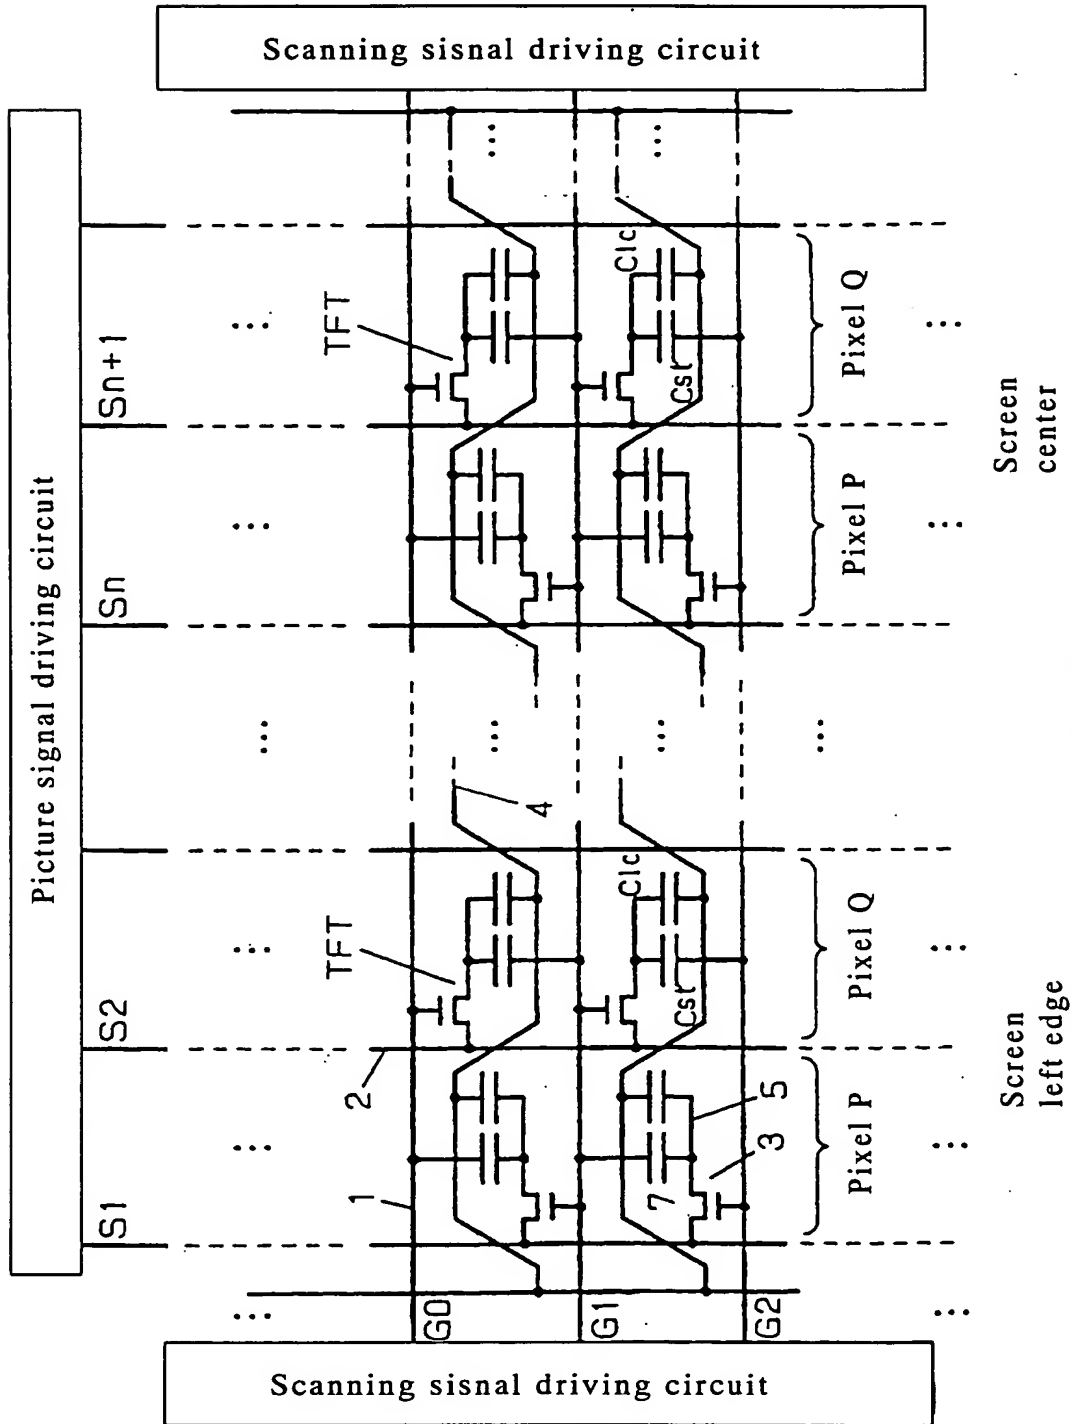 Scanning sisnal driving circuit
Picture signal driving circuit
S1
S2
Sn
Sn+1
1
2
TFT
TFT
4
G0
G1
G2
7
3
5
Cst
Clc
Cst
Clc
Pixel P
Pixel Q
Pixel P
Pixel Q
Screen
left edge
Screen
center
Scanning sisnal driving circuit